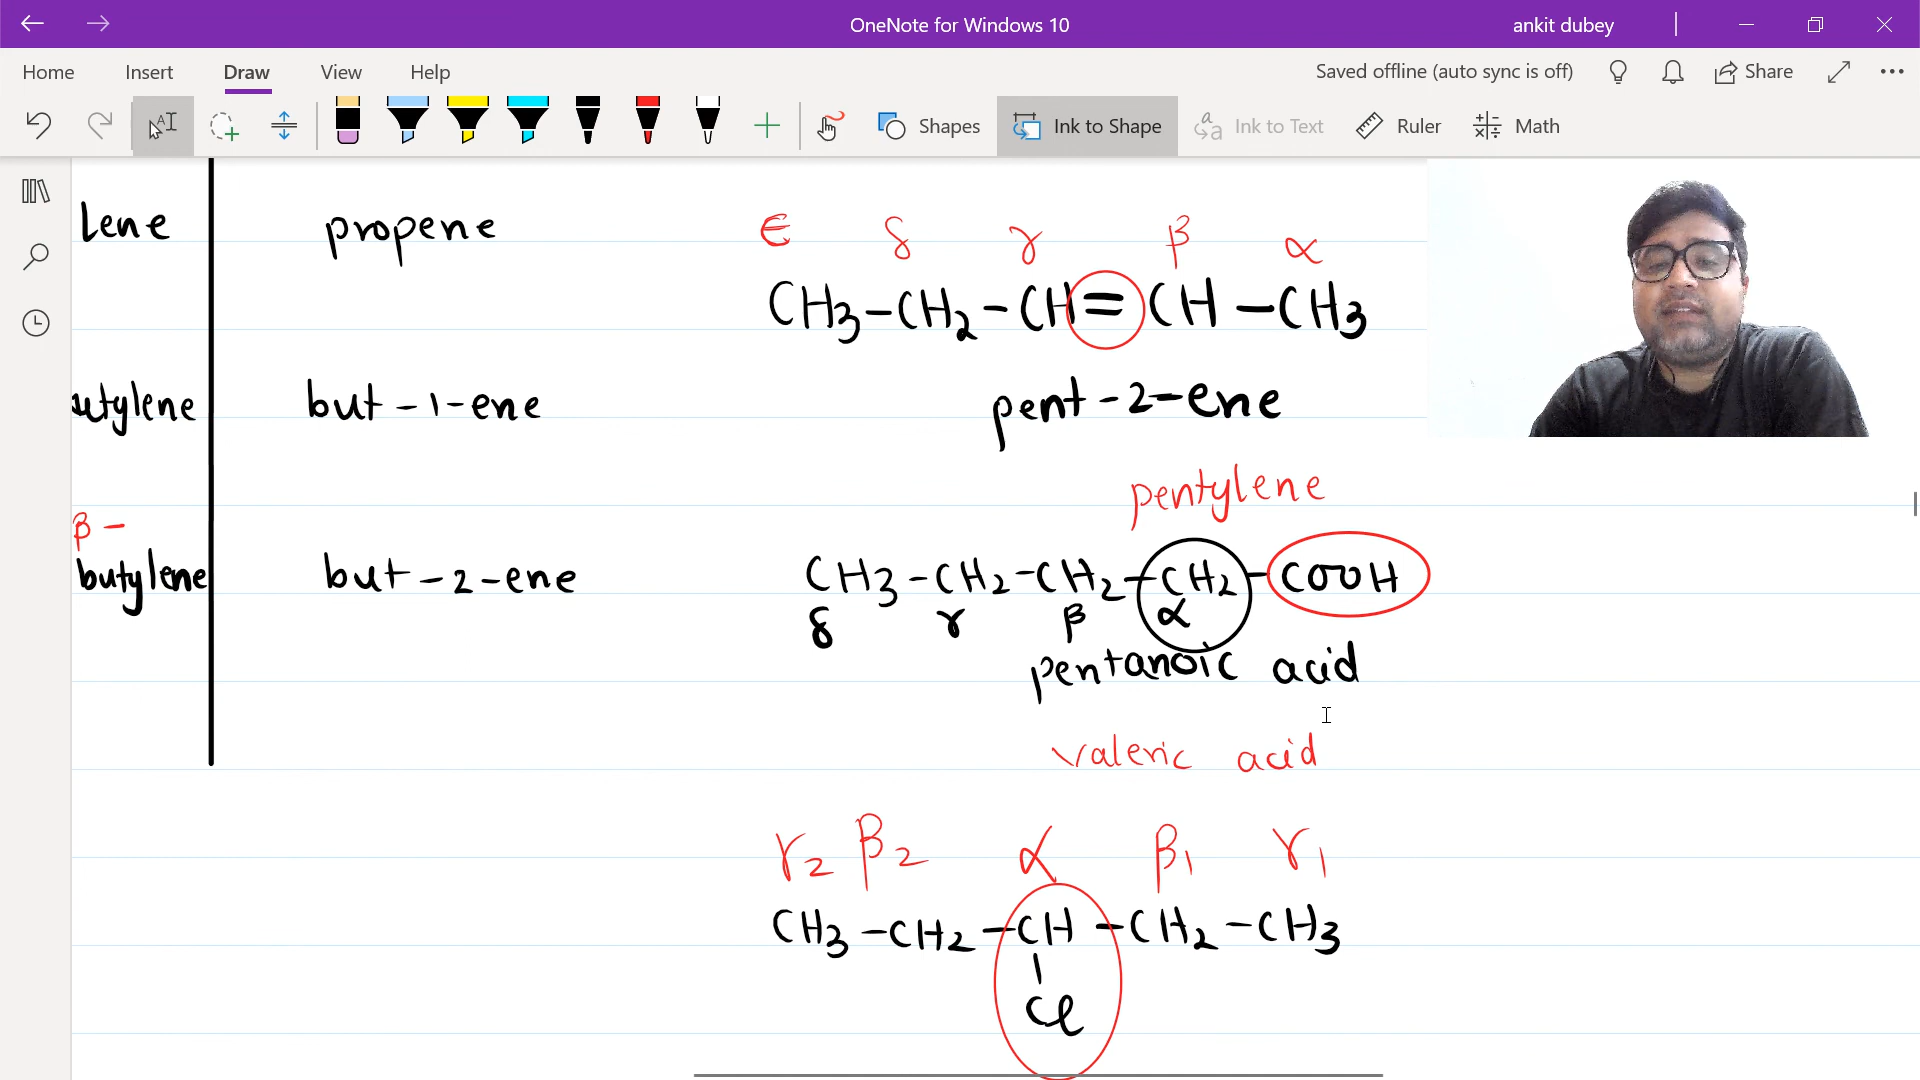 OneNote for Windows 10
ankit dubey
Home Insert Draw View Help
Saved offline (auto sync is off) Share
Shapes Ink to Shape Ink to Text Ruler Math
lene propene
ϵ δ γ β α
CH3-CH2-CH=CH-CH3
utylene but-1-ene pent-2-ene
pentylene
β-
butylene but-2-ene
CH3-CH2-CH2-CH2-COOH
δ γ β α
pentanoic acid
valeric acid
γ2 β2 α β1 γ1
CH3-CH2-CH-CH2-CH3
Cl